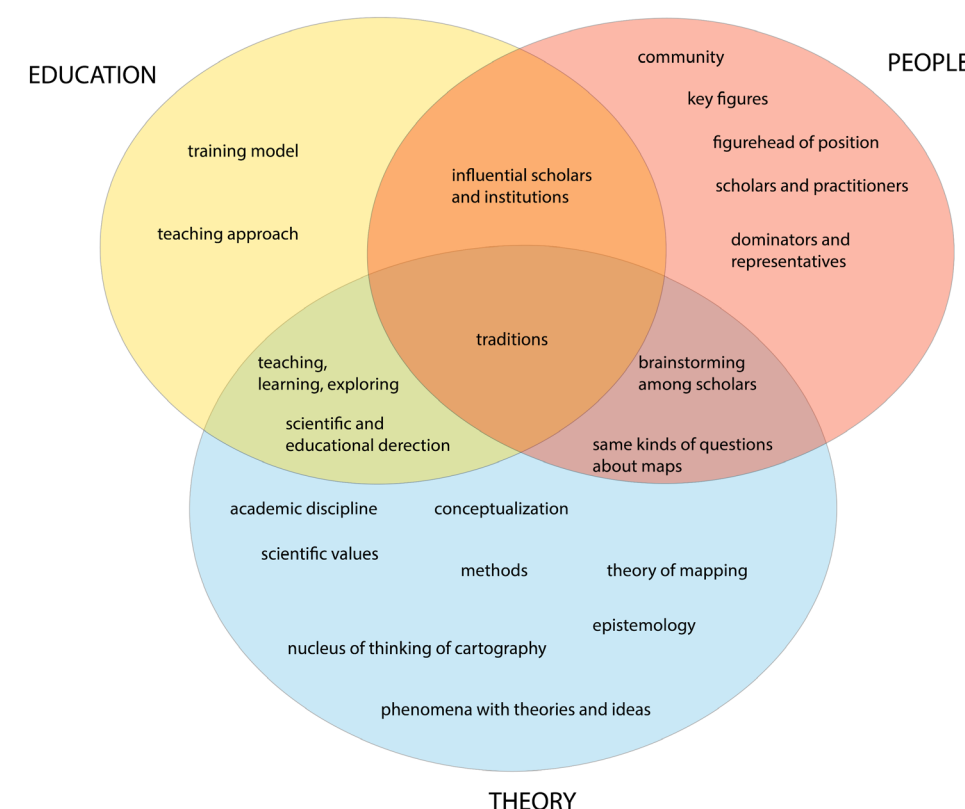 EDUCATION
PEOPLE
community
key figures
figurehead of position
scholars and practitioners
dominators and
representatives
training model
teaching approach
influential scholars
and institutions
traditions
teaching,
learning, exploring
scientific and
educational derection
brainstorming
among scholars
same kinds of questions
about maps
academic discipline
conceptualization
scientific values
methods
theory of mapping
epistemology
nucleus of thinking of cartography
phenomena with theories and ideas
THEORY